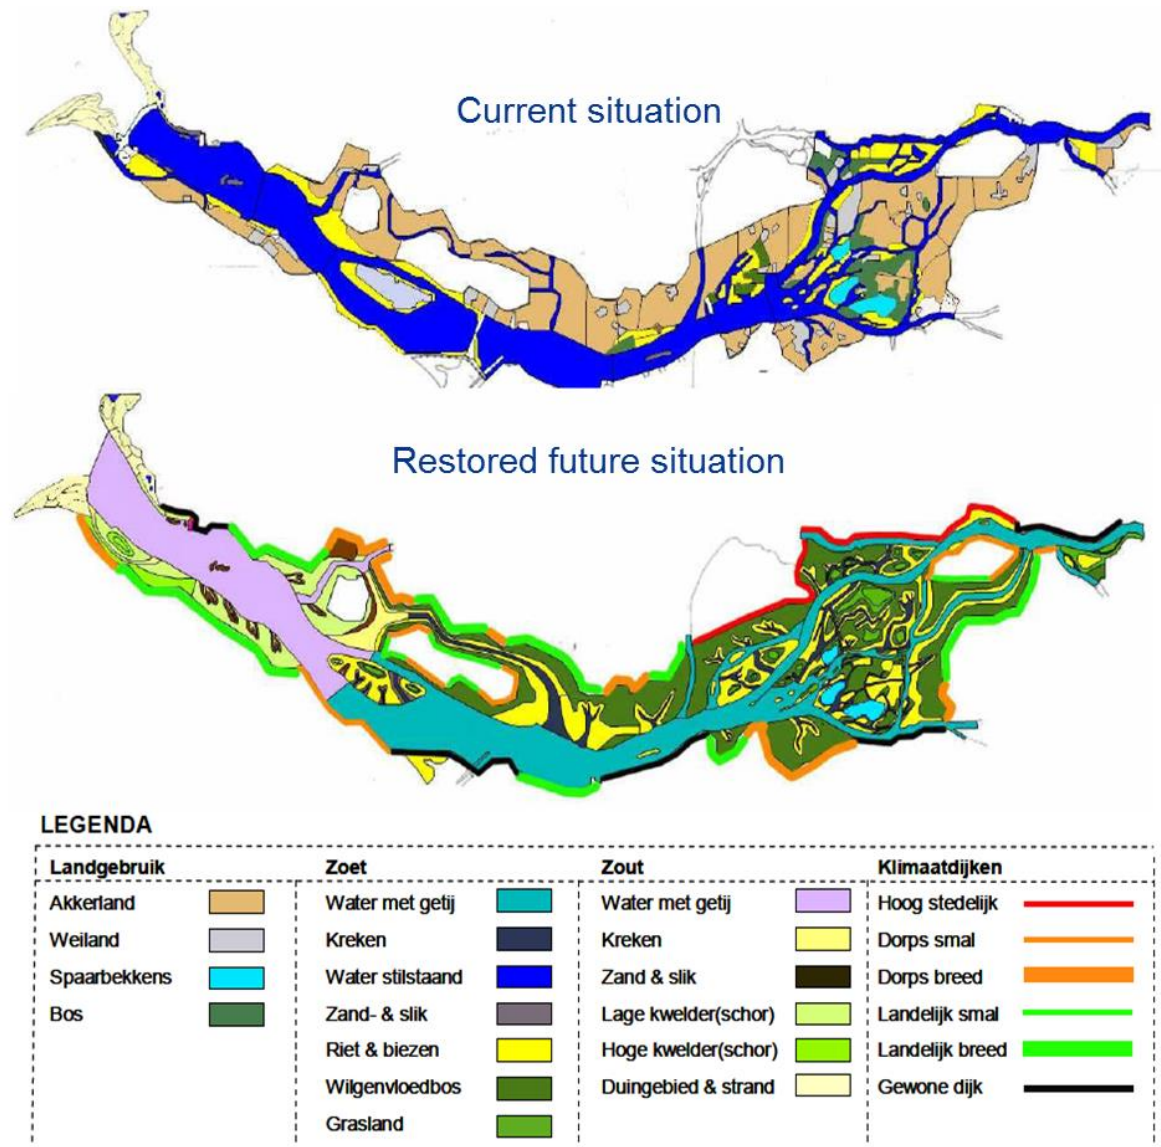 Current situation
Restored future situation
LEGENDA
Landgebruik Zoet Zout Klimaatdijken
Akkerland Water met getij Water met getij Hoog stedelijk
Weiland Kreken Kreken Dorps smal
Spaarbekkens Water stilstaand Zand & slik Dorps breed
Bos Zand- & slik Lage kwelder(schor) Landelijk smal
Riet & biezen Hoge kwelder(schor) Landelijk breed
Wilgenvloedbos Duingebied & strand Gewone dijk
Grasland